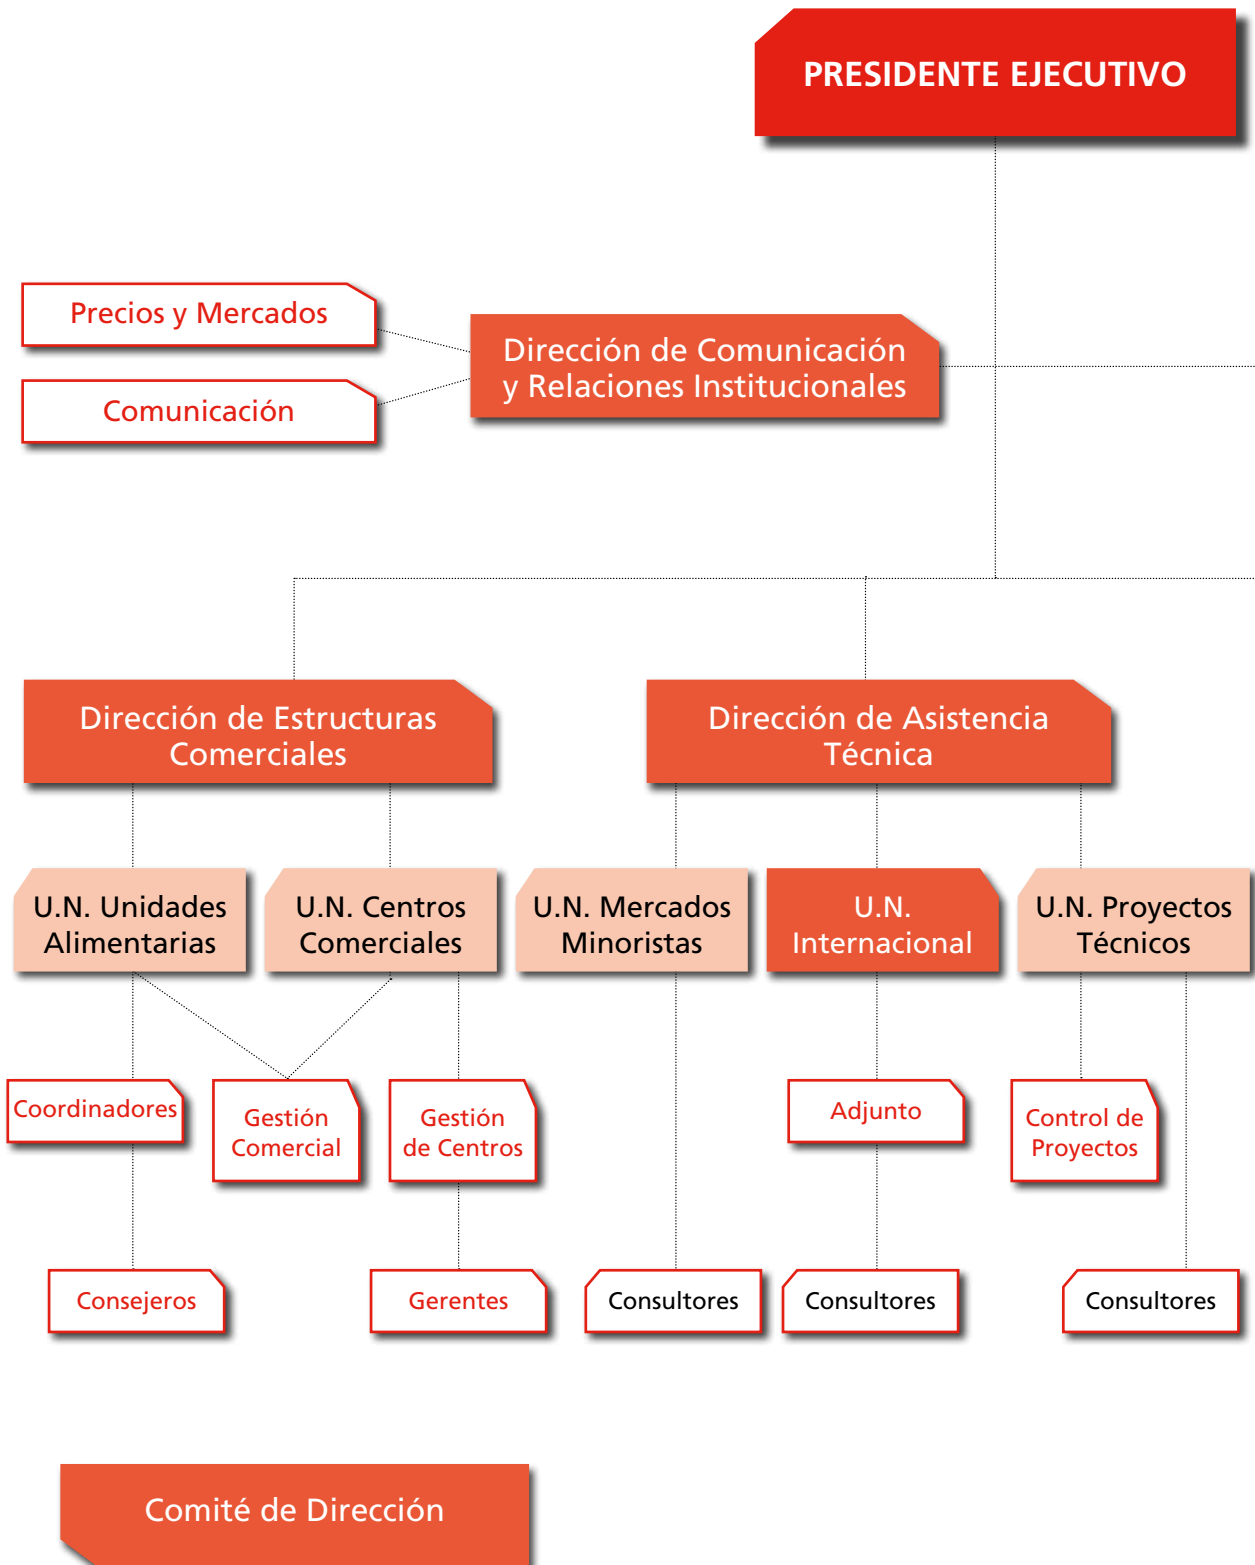 PRESIDENTE EJECUTIVO
Precios y Mercados
Comunicación
Dirección de Comunicación
y Relaciones Institucionales
Dirección de Estructuras
Comerciales
Dirección de Asistencia
Técnica
U.N. Unidades
Alimentarias
U.N. Centros
Comerciales
U.N. Mercados
Minoristas
U.N.
Internacional
U.N. Proyectos
Técnicos
Coordinadores
Gestión
Comercial
Gestión
de Centros
Adjunto
Control de
Proyectos
Consejeros
Gerentes
Consultores
Consultores
Consultores
Comité de Dirección